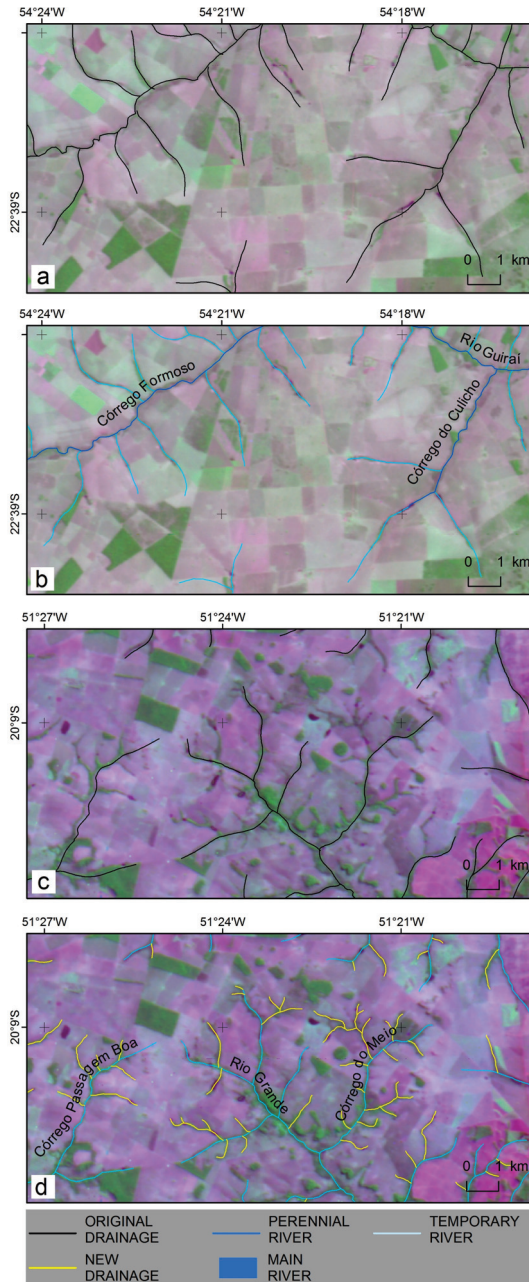 54°24'W 54°21'W 54°18'W
22°39'S
0 1 km
a
54°24'W 54°21'W 54°18'W
Rio Guiraí
Córrego Formoso
Córrego do Culicho
22°39'S
0 1 km
b
51°27'W 51°24'W 51°21'W
20°99'S
0 1 km
c
51°27'W 51°24'W 51°21'W
20°99'S
Córrego Passagem Boa
Rio Grande
Córrego do Meio
0 1 km
d
ORIGINAL DRAINAGE
PERENNIAL RIVER
TEMPORARY RIVER
NEW DRAINAGE
MAIN RIVER